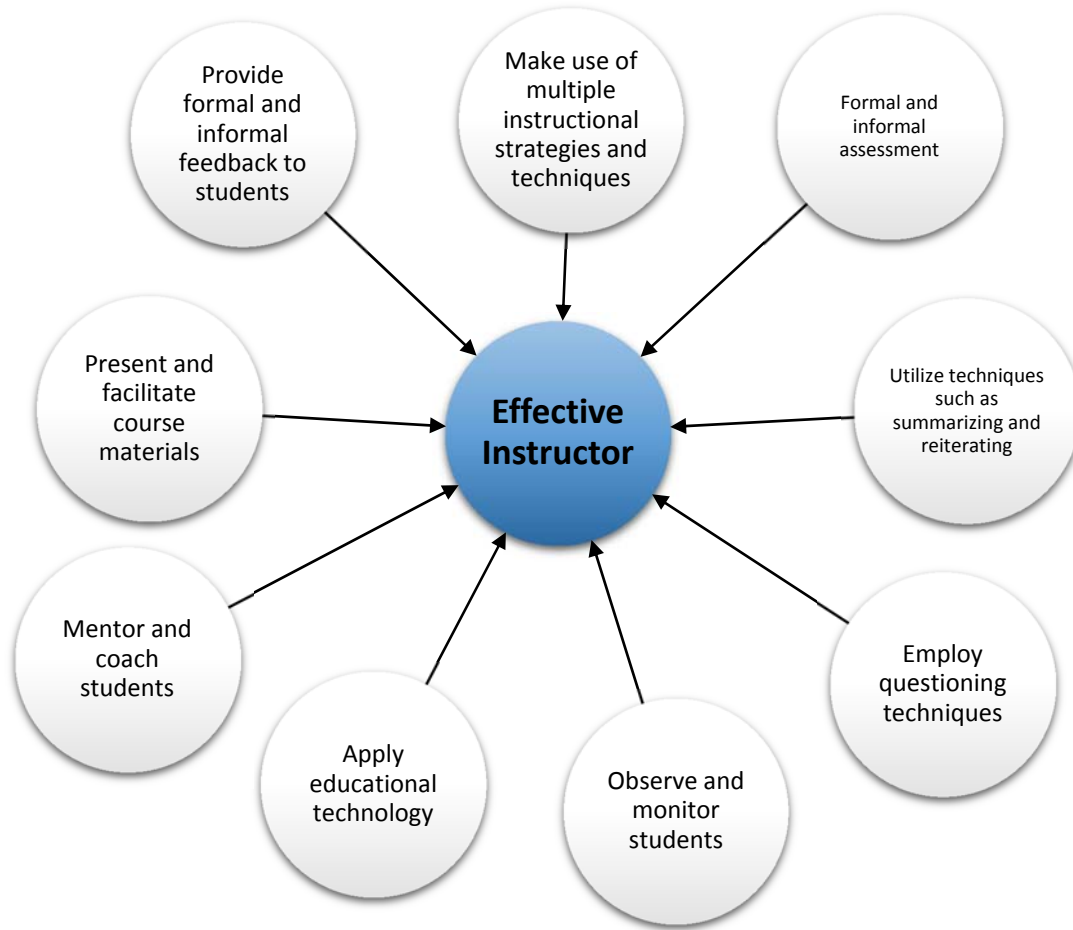 Provide
formal and
informal
feedback to
students
Make use of
multiple
instructional
strategies and
techniques
Formal and
informal
assessment
Present and
facilitate
course
materials
Effective
Instructor
Utilize techniques
such as
summarizing and
reiterating
Mentor and
coach
students
Apply
educational
technology
Observe and
monitor
students
Employ
questioning
techniques